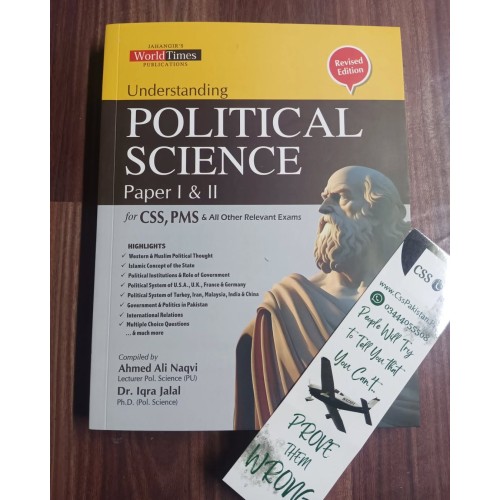 JAHANGIR'S
WorldTimes
PUBLICATIONS
Revised
Edition
Understanding
POLITICAL
SCIENCE
Paper I & II
for CSS, PMS & All Other Relevant Exams
HIGHLIGHTS
✓ Western & Muslim Political Thought
✓ Islamic Concept of the State
✓ Political Institutions & Role of Government
✓ Political System of U.S.A., U.K., France & Germany
✓ Political System of Turkey, Iran, Malaysia, India & China
✓ Government & Politics in Pakistan
✓ International Relations
✓ Multiple Choice Questions
... & much more
Compiled by
Ahmed Ali Naqvi
Lecturer Pol. Science (PU)
Dr. Iqra Jalal
Ph.D. (Pol. Science)
CSS
www.CssPakistan.
People Will Try
to Tell You that
You Can't..
PROVE
THEM
WRONG